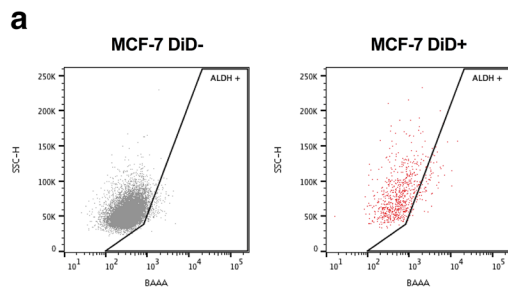 a
MCF-7 DiD-
250K
200K
150K
100K
50K
0
SSC-H
ALDH +
10^1
10^2
10^3
10^4
10^5
BAAA
MCF-7 DiD+
250K
200K
150K
100K
50K
0
SSC-H
ALDH +
10^1
10^2
10^3
10^4
10^5
BAAA